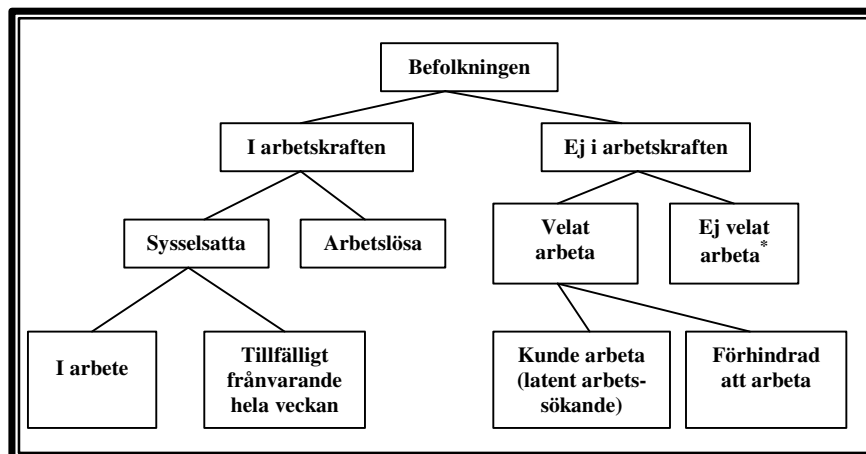 Befolkningen
I arbetskraften
Ej i arbetskraften
Sysselsatta
Arbetslösa
Velat
arbeta
Ej velat
arbeta*
I arbete
Tillfälligt
frånvarande
hela veckan
Kunde arbeta
(latent arbets-
sökande)
Förhindrad
att arbeta